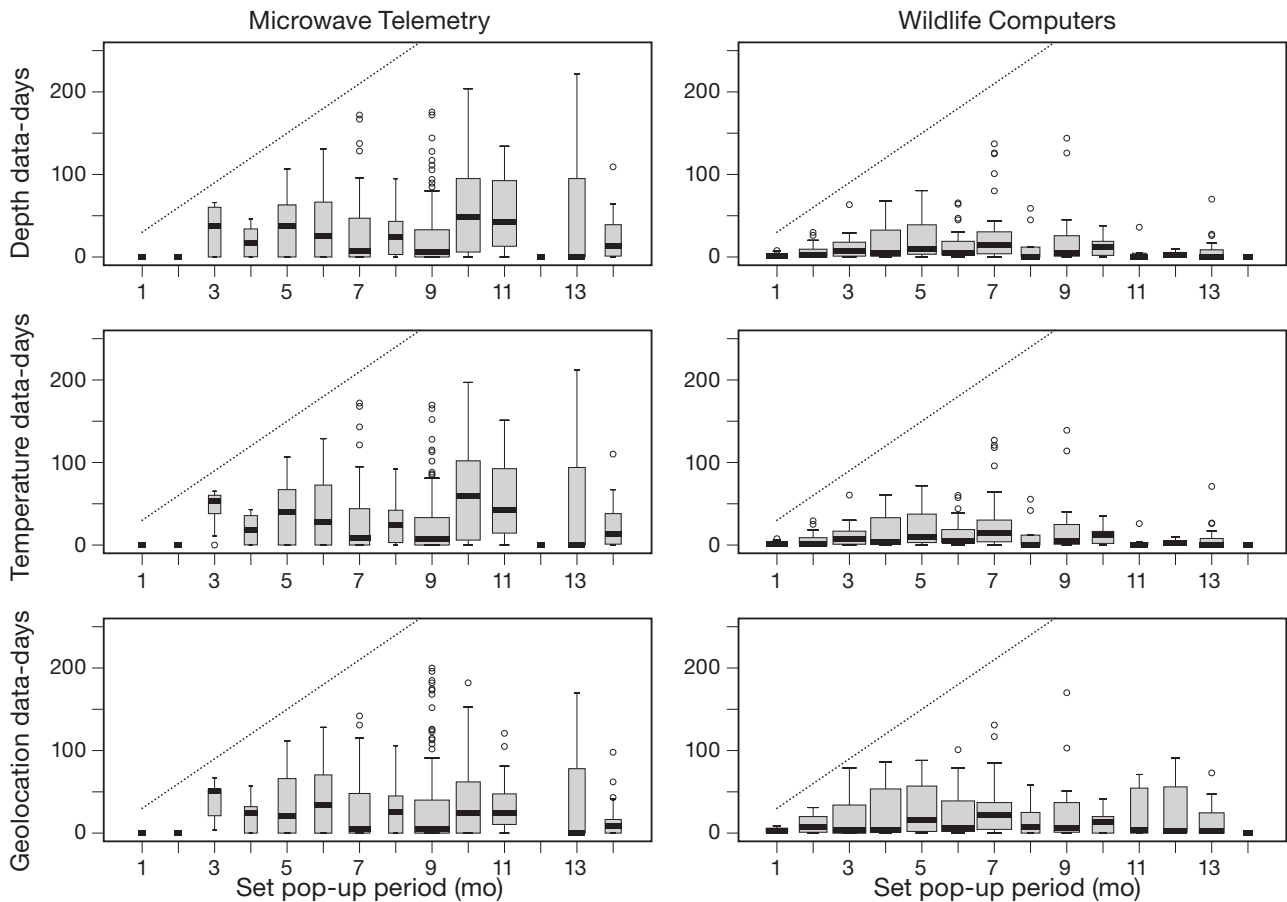 Microwave Telemetry
Wildlife Computers
Depth data-days
200
100
0
1 3 5 7 9 11 13
200
100
0
1 3 5 7 9 11 13
Temperature data-days
200
100
0
1 3 5 7 9 11 13
200
100
0
1 3 5 7 9 11 13
Geolocation data-days
200
100
0
1 3 5 7 9 11 13
Set pop-up period (mo)
200
100
0
1 3 5 7 9 11 13
Set pop-up period (mo)